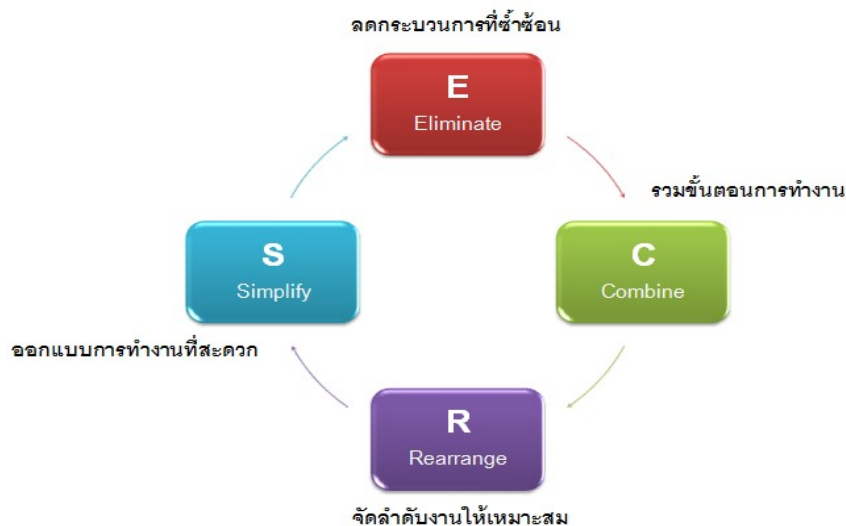 ลดกระบวนการที่ซ้ำซ้อน
E
Eliminate
รวมขั้นตอนการทำงาน
C
Combine
R
Rearrange
จัดลำดับงานให้เหมาะสม
S
Simplify
ออกแบบการทำงานที่สะดวก